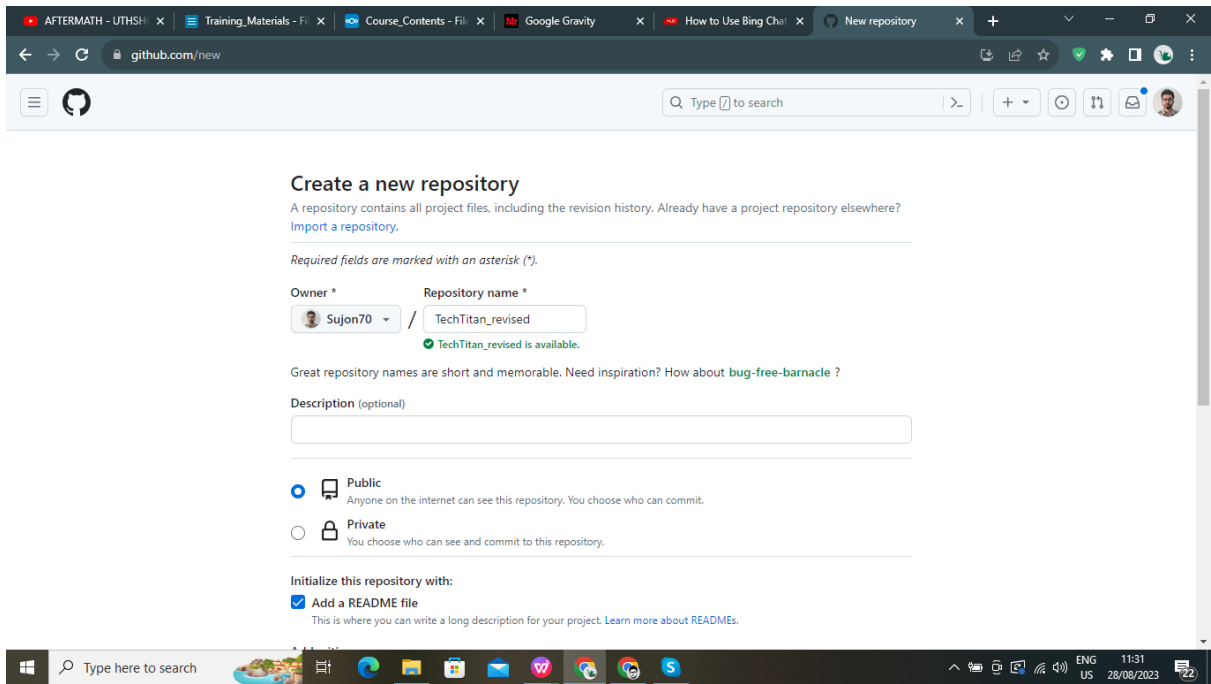 AFTERMATH - UTHSH
Training_Materials - Fi
Course_Contents - File
Mr Google Gravity
How to Use Bing Chat
New repository
github.com/new
Type / to search
Create a new repository
A repository contains all project files, including the revision history. Already have a project repository elsewhere?
Import a repository.
Required fields are marked with an asterisk (*).
Owner * Repository name *
Sujon70 / TechTitan_revised
TechTitan_revised is available.
Great repository names are short and memorable. Need inspiration? How about bug-free-barnacle ?
Description (optional)
Public
Anyone on the internet can see this repository. You choose who can commit.
Private
You choose who can see and commit to this repository.
Initialize this repository with:
Add a README file
This is where you can write a long description for your project. Learn more about READMEs.
Type here to search
ENG 11:31
US 28/08/2023
22